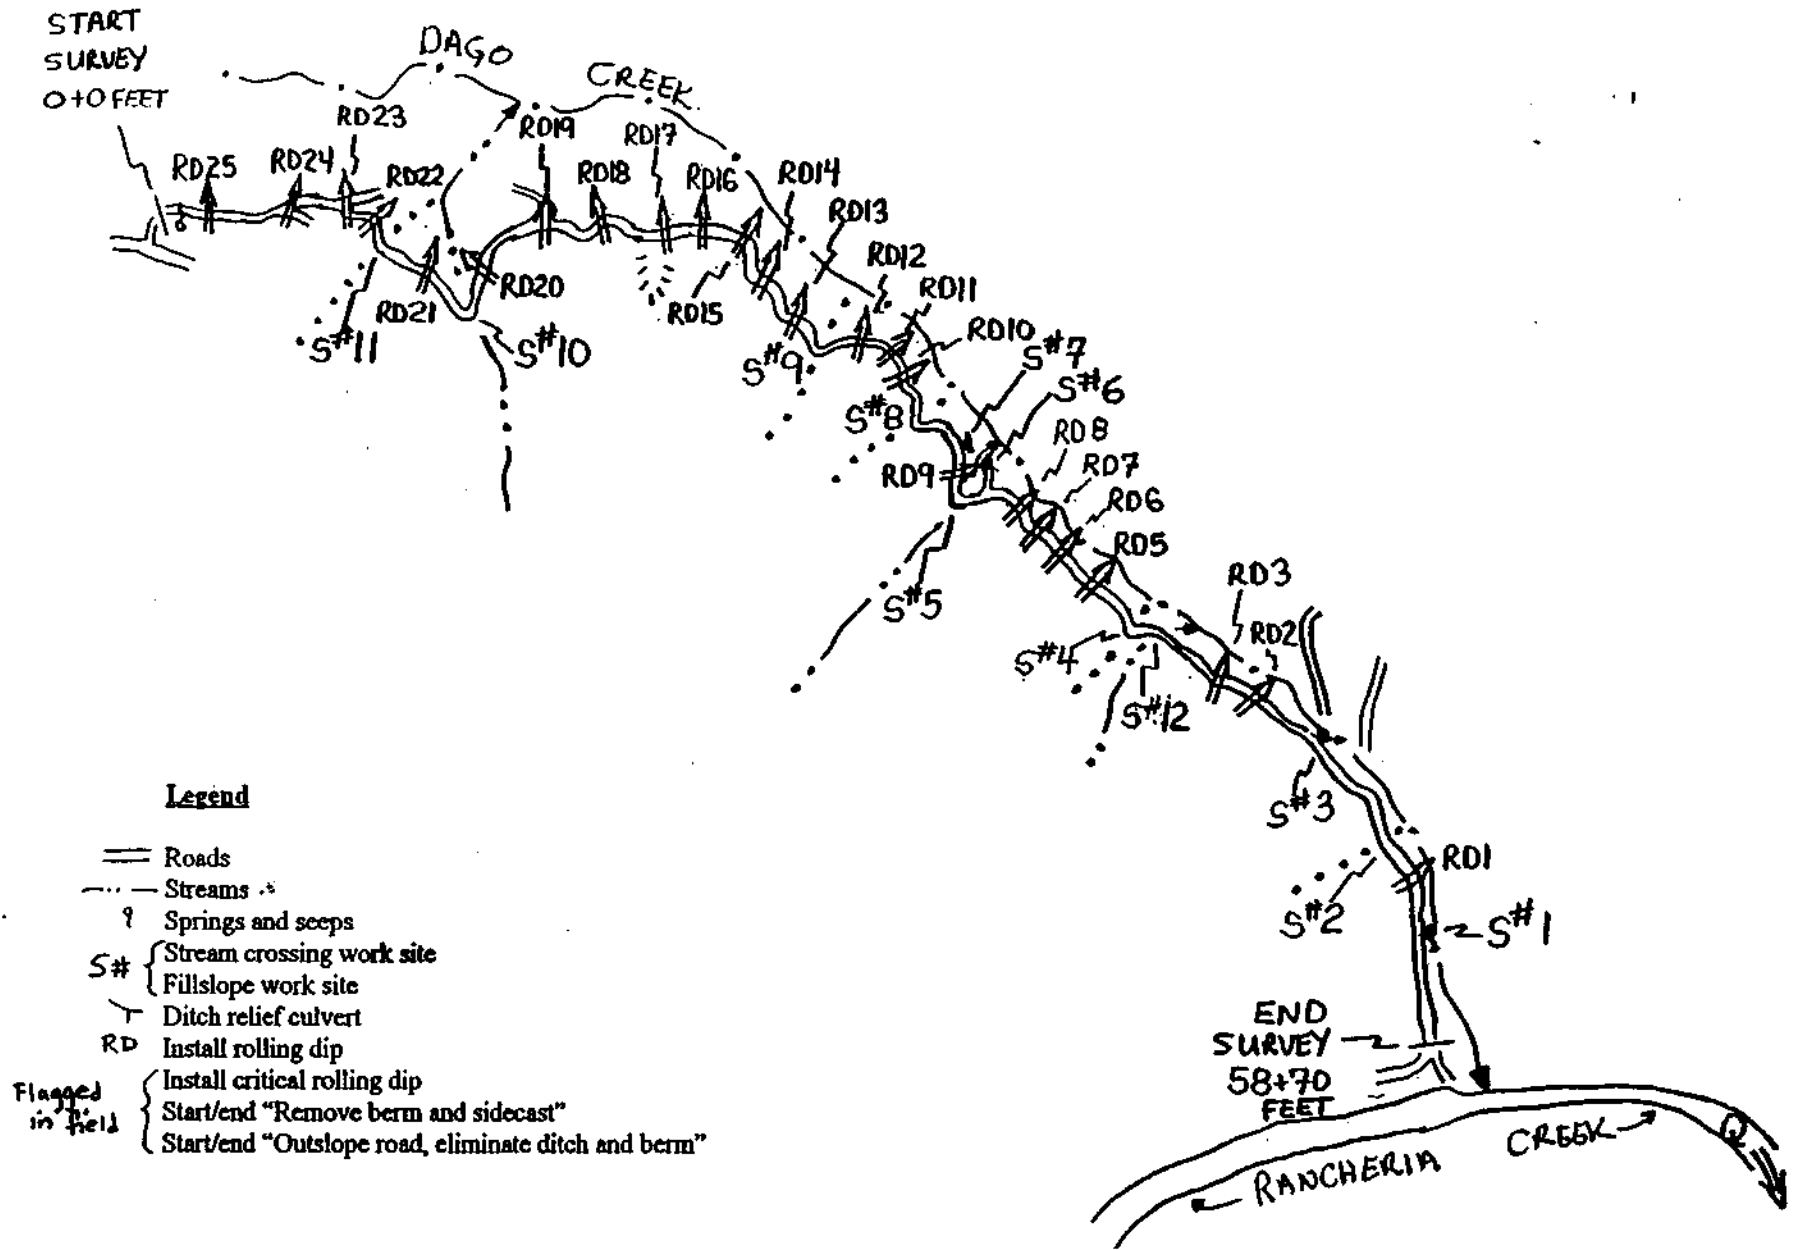 START
SURVEY
0+0 FEET
DAGO
CREEK
RD25
RD24
RD23
RD22
RD19
RD17
RD18
RD16
RD14
RD13
RD12
RD11
RD10
S#7
S#6
RD8
RD7
RD6
RD5
RD3
RD2
RD21
RD20
RD15
S#11
S#10
S#9
S#8
RD9
S#5
S#4
S#12
S#3
RD1
S#2
S#1
END
SURVEY
58+70
FEET
CREEK
RANCHERIA
Q
Legend
Roads
Streams
Springs and seeps
S# Stream crossing work site
Fillslope work site
Ditch relief culvert
RD Install rolling dip
Flagged in field
Install critical rolling dip
Start/end "Remove berm and sidecast"
Start/end "Outslope road, eliminate ditch and berm"